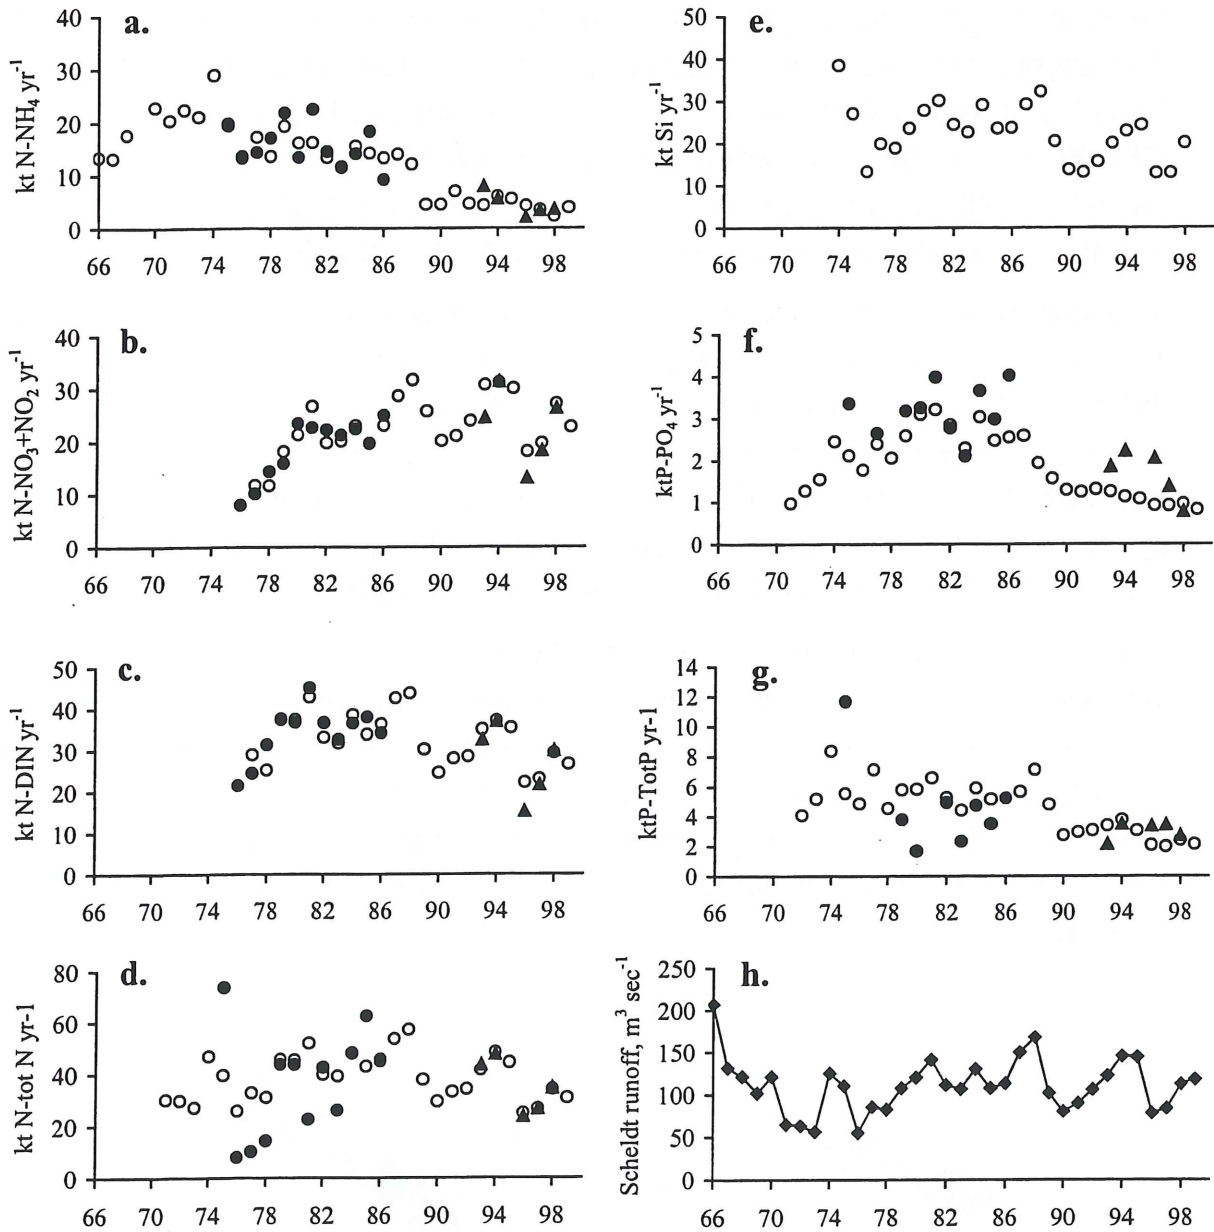 a.
kt N-NH4 yr-1
40
30
20
10
0
66 70 74 78 82 86 90 94 98
b.
kt N-NO3+NO2 yr-1
40
30
20
10
0
66 70 74 78 82 86 90 94 98
c.
kt N-DIN yr-1
50
40
30
20
10
0
66 70 74 78 82 86 90 94 98
d.
kt N-tot N yr-1
80
60
40
20
0
66 70 74 78 82 86 90 94 98
e.
kt Si yr-1
50
40
30
20
10
0
66 70 74 78 82 86 90 94 98
f.
ktP-PO4 yr-1
5
4
3
2
1
0
66 70 74 78 82 86 90 94 98
g.
ktP-TotP yr-1
14
12
10
8
6
4
2
0
66 70 74 78 82 86 90 94 98
h.
Scheldt runoff, m3 sec-1
250
200
150
100
50
0
66 70 74 78 82 86 90 94 98